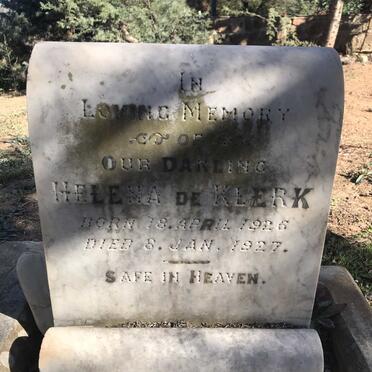 IN
LOVING MEMORY
OF
OUR DARLING
HELENA DE KLERK
BORN 18. APRIL 1926
DIED 8. JAN. 1927.
SAFE IN HEAVEN.